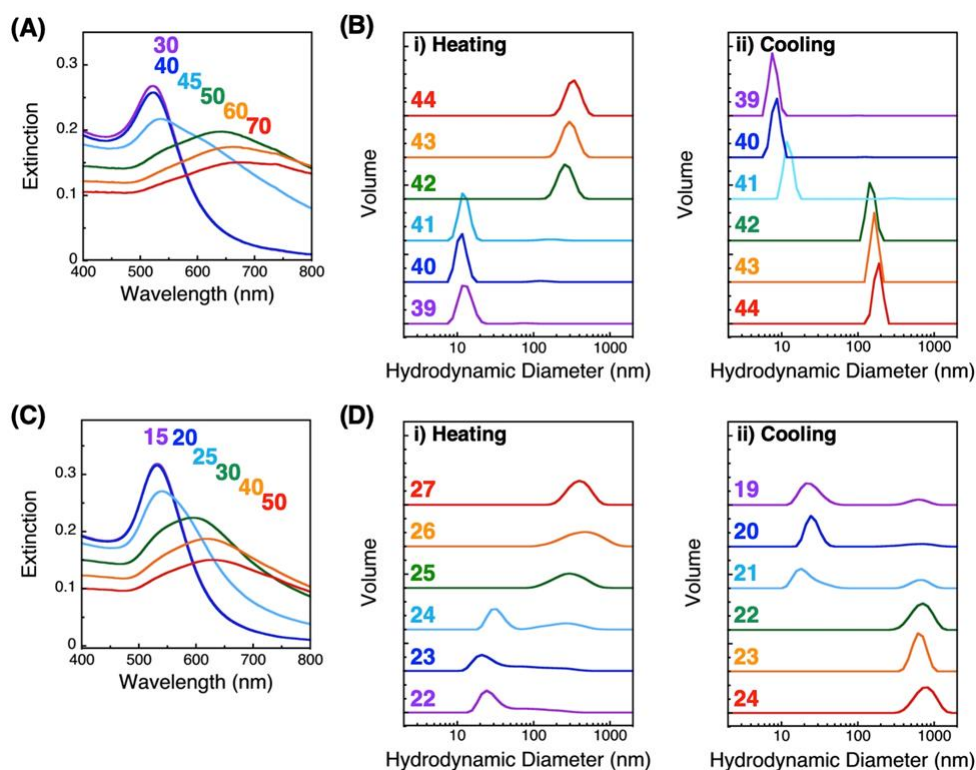 (A)
30
40
45
50
60
70
Extinction
0.3
0.2
0.1
0
400 500 600 700 800
Wavelength (nm)
(B)
i) Heating
44
43
42
41
40
39
Volume
10 100 1000
Hydrodynamic Diameter (nm)
ii) Cooling
39
40
41
42
43
44
Volume
10 100 1000
Hydrodynamic Diameter (nm)
(C)
15 20
25
30
40
50
Extinction
0.3
0.2
0.1
0
400 500 600 700 800
Wavelength (nm)
(D)
i) Heating
27
26
25
24
23
22
Volume
10 100 1000
Hydrodynamic Diameter (nm)
ii) Cooling
19
20
21
22
23
24
Volume
10 100 1000
Hydrodynamic Diameter (nm)